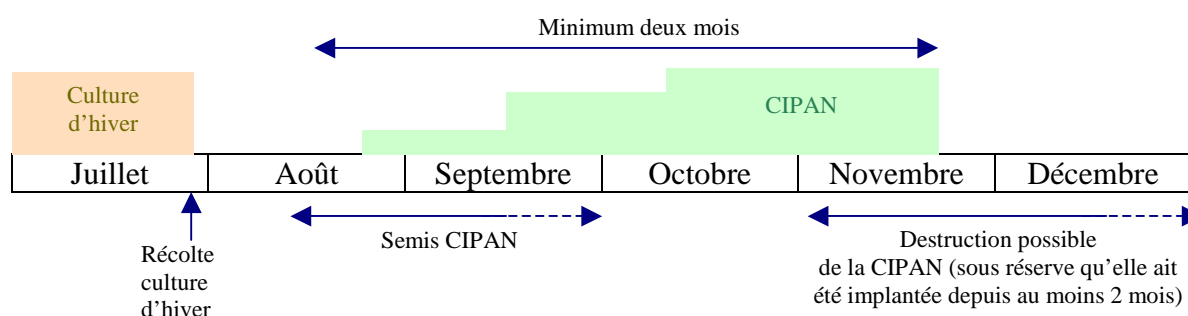 Minimum deux mois
Culture
d'hiver
CIPAN
Juillet
Août
Septembre
Octobre
Novembre
Décembre
Récolte
culture
d'hiver
Semis CIPAN
Destruction possible
de la CIPAN (sous réserve qu'elle ait
été implantée depuis au moins 2 mois)